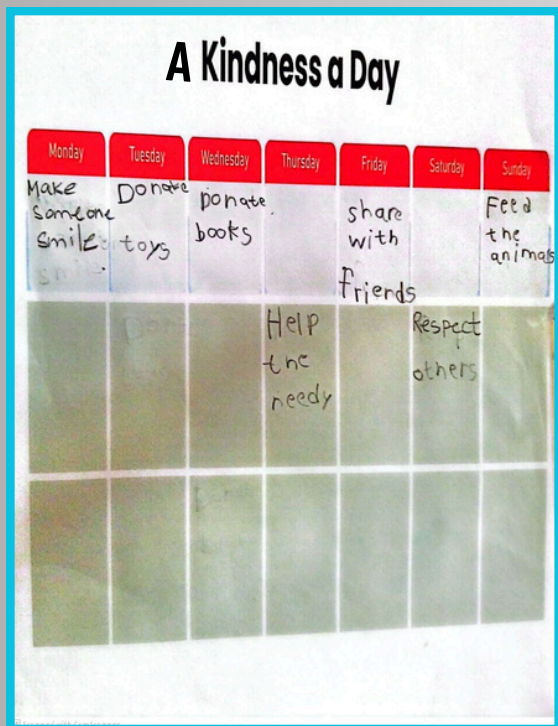 A Kindness a Day
Monday Tuesday Wednesday Thursday Friday Saturday Sunday
Make
someone
smile
smile.
Donate
toys
Donate.
books
share
with
friends
Feed
the
animals
Help
the
needy
Respect
others